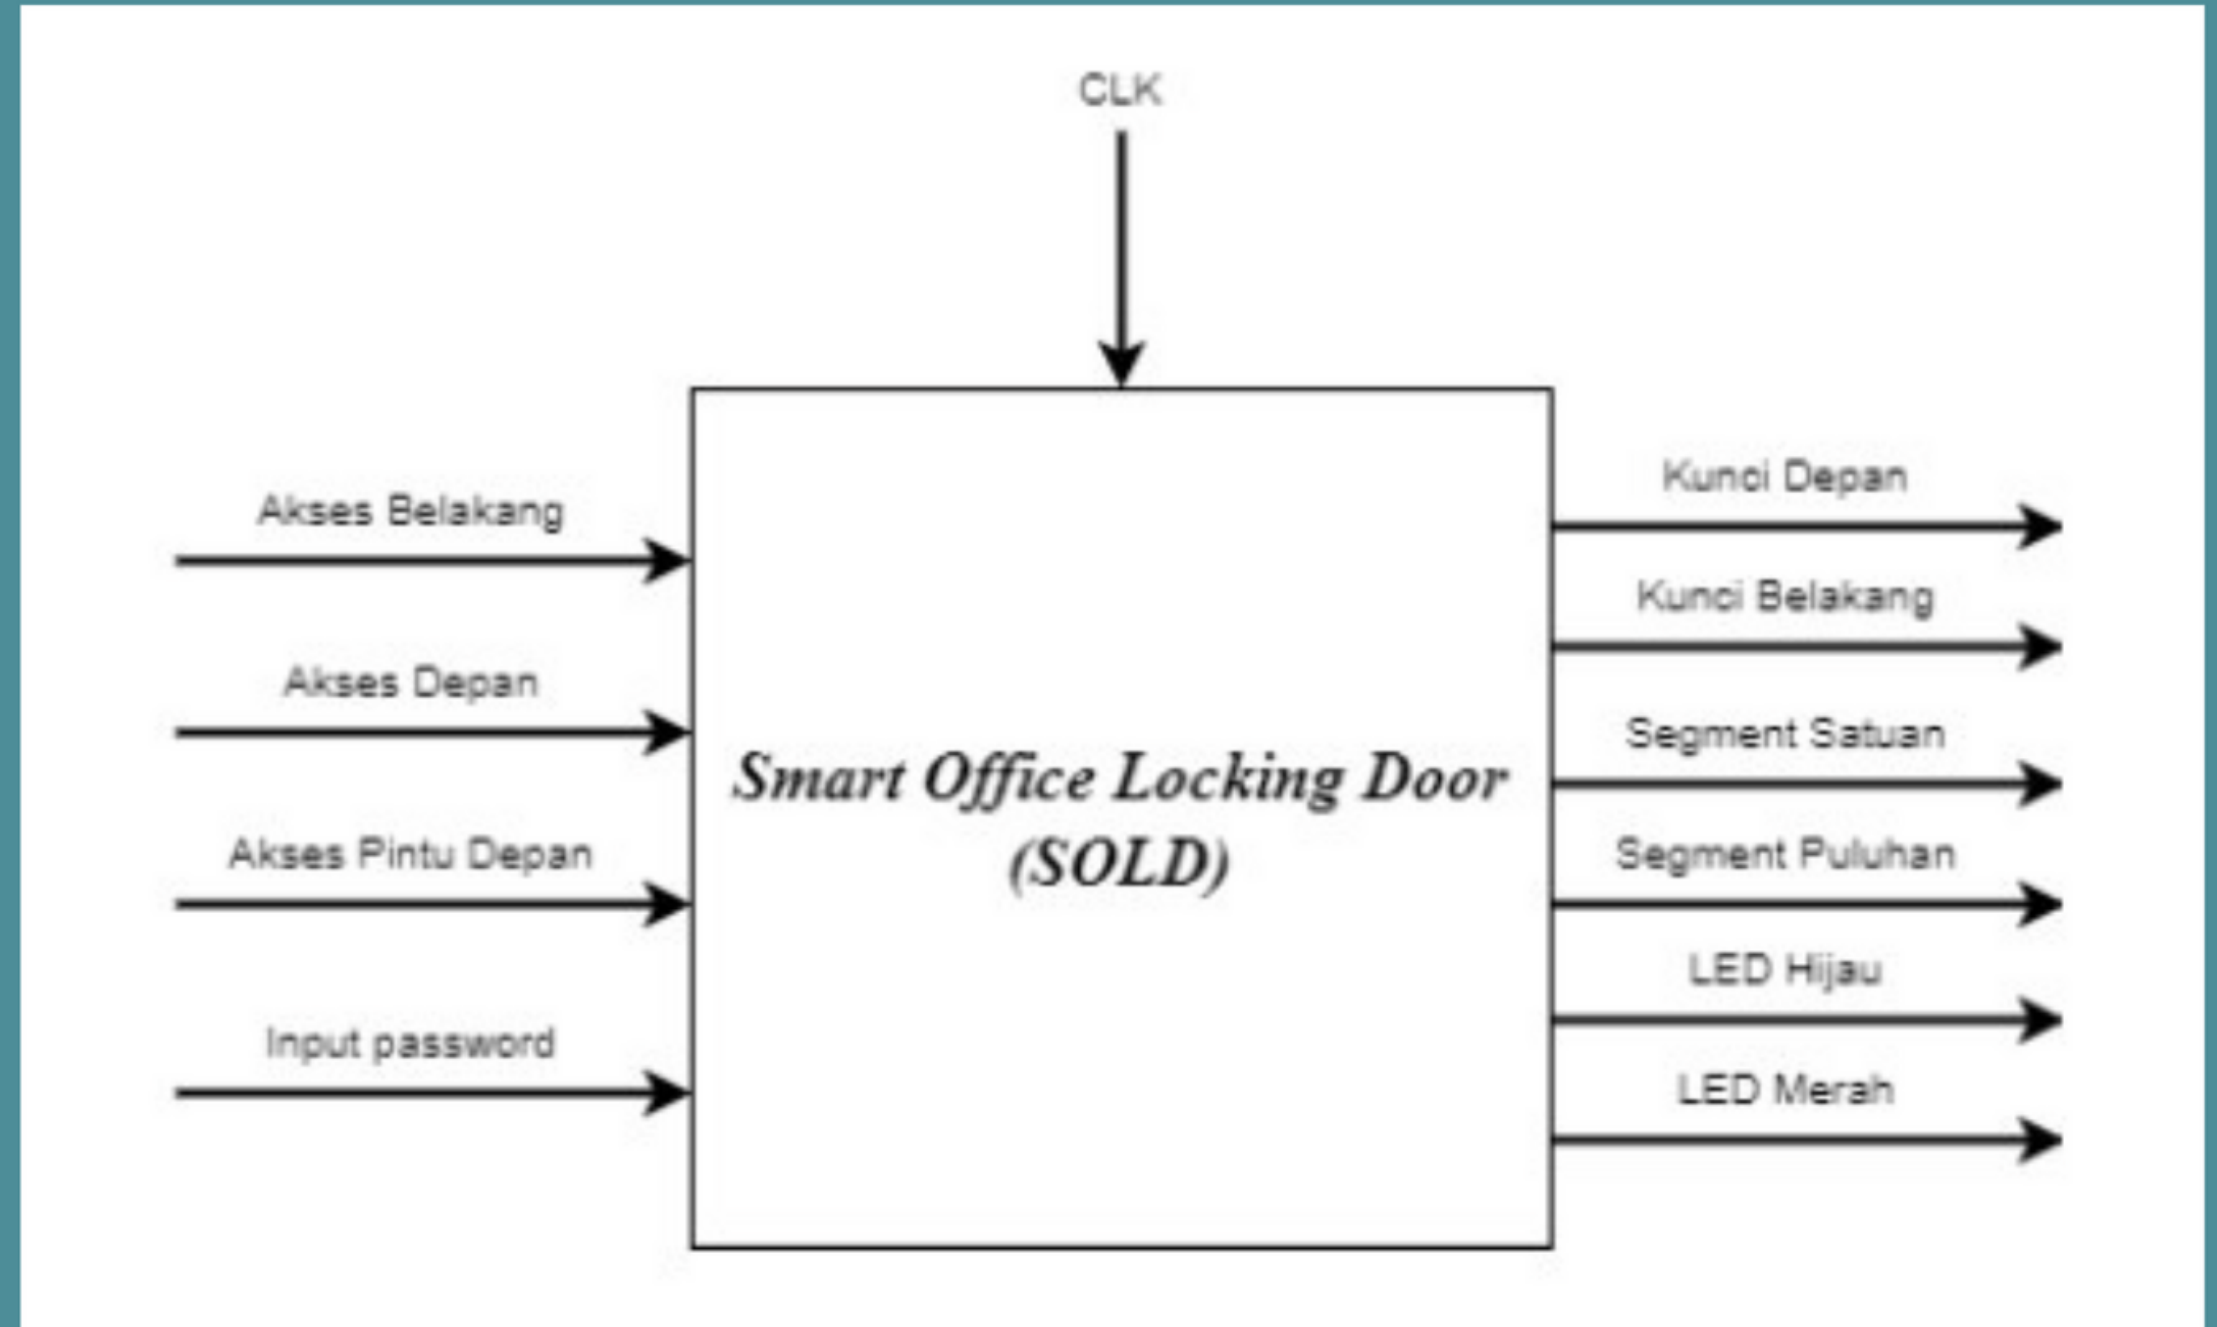 CLK
Akses Belakang
Akses Depan
Akses Pintu Depan
Input password
Smart Office Locking Door
(SOLD)
Kunci Depan
Kunci Belakang
Segment Satuan
Segment Puluhan
LED Hijau
LED Merah